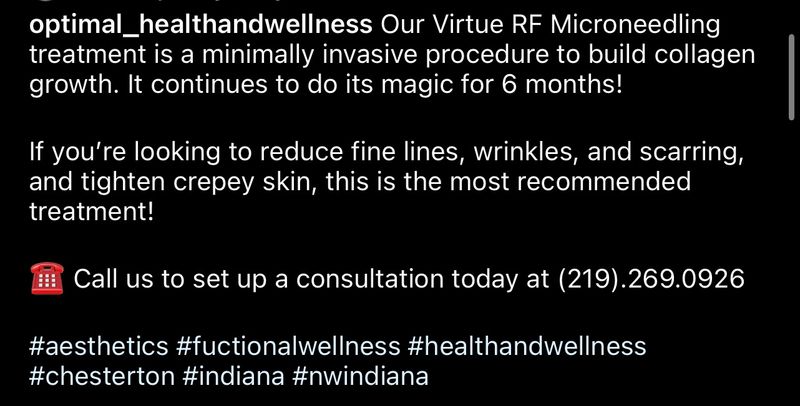 optimal_healthandwellness Our Virtue RF Microneedling
treatment is a minimally invasive procedure to build collagen
growth. It continues to do its magic for 6 months!
If you’re looking to reduce fine lines, wrinkles, and scarring,
and tighten crepey skin, this is the most recommended
treatment!
☎️ Call us to set up a consultation today at (219).269.0926
#aesthetics #fuctionalwellness #healthandwellness
#chesterton #indiana #nwindiana